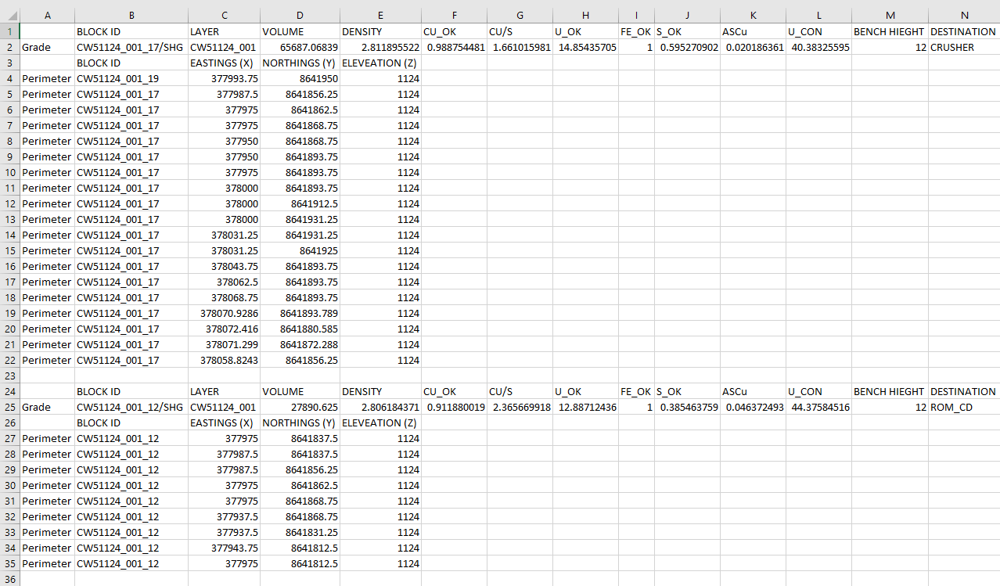 A B C D E F G H I J K L M N
1 BLOCK ID LAYER VOLUME DENSITY CU_OK CU/S U_OK FE_OK S_OK ASCu U_CON BENCH HIEGHT DESTINATION
2 Grade CW51124_001_17/SHG CW51124_001 65687.06839 2.811895522 0.988754481 1.661015981 14.85435705 1 0.595270902 0.020186361 40.38325595 12 CRUSHER
3 BLOCK ID EASTINGS (X) NORTHINGS (Y) ELEVEATION (Z)
4 Perimeter CW51124_001_19 377993.75 8641950 1124
5 Perimeter CW51124_001_17 377987.5 8641856.25 1124
6 Perimeter CW51124_001_17 377975 8641862.5 1124
7 Perimeter CW51124_001_17 377975 8641868.75 1124
8 Perimeter CW51124_001_17 377950 8641868.75 1124
9 Perimeter CW51124_001_17 377950 8641893.75 1124
10 Perimeter CW51124_001_17 377975 8641893.75 1124
11 Perimeter CW51124_001_17 378000 8641893.75 1124
12 Perimeter CW51124_001_17 378000 8641912.5 1124
13 Perimeter CW51124_001_17 378000 8641931.25 1124
14 Perimeter CW51124_001_17 378031.25 8641931.25 1124
15 Perimeter CW51124_001_17 378031.25 8641925 1124
16 Perimeter CW51124_001_17 378043.75 8641893.75 1124
17 Perimeter CW51124_001_17 378062.5 8641893.75 1124
18 Perimeter CW51124_001_17 378068.75 8641893.75 1124
19 Perimeter CW51124_001_17 378070.9286 8641893.789 1124
20 Perimeter CW51124_001_17 378072.416 8641880.585 1124
21 Perimeter CW51124_001_17 378071.299 8641872.288 1124
22 Perimeter CW51124_001_17 378058.8243 8641856.25 1124
23
24 BLOCK ID LAYER VOLUME DENSITY CU_OK CU/S U_OK FE_OK S_OK ASCu U_CON BENCH HIEGHT DESTINATION
25 Grade CW51124_001_12/SHG CW51124_001 27890.625 2.806184371 0.911880019 2.365669918 12.88712436 1 0.385463759 0.046372493 44.37584516 12 ROM_CD
26 BLOCK ID EASTINGS (X) NORTHINGS (Y) ELEVEATION (Z)
27 Perimeter CW51124_001_12 377975 8641837.5 1124
28 Perimeter CW51124_001_12 377987.5 8641837.5 1124
29 Perimeter CW51124_001_12 377987.5 8641856.25 1124
30 Perimeter CW51124_001_12 377975 8641862.5 1124
31 Perimeter CW51124_001_12 377975 8641868.75 1124
32 Perimeter CW51124_001_12 377937.5 8641868.75 1124
33 Perimeter CW51124_001_12 377937.5 8641831.25 1124
34 Perimeter CW51124_001_12 377943.75 8641812.5 1124
35 Perimeter CW51124_001_12 377975 8641812.5 1124
36